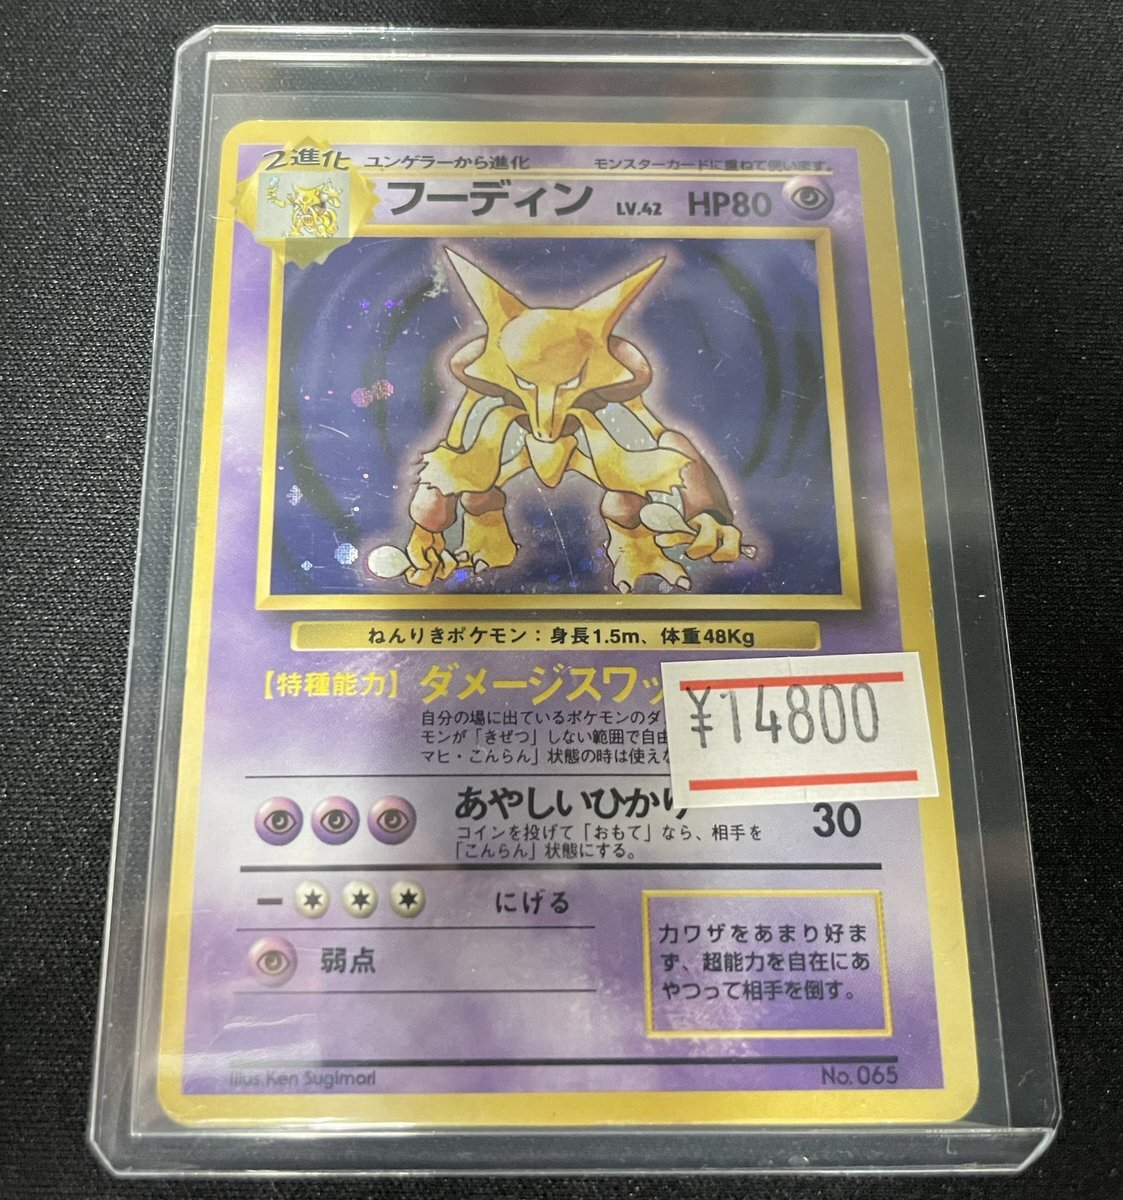 2進化 ユンゲラーから進化 モンスターカードに重ねて使います。
フーディン LV.42 HP80
ねんりきポケモン：身長1.5m、体重48Kg
【特種能力】 ダメージスワッ
自分の場に出ているポケモンのダ
モンが「きぜつ」しない範囲で自由
マヒ・こんらん」状態の時は使えな
¥14800
あやしいひかり 30
コインを投げて「おもて」なら、相手を
「こんらん」状態にする。
にげる
弱点
力ワザをあまり好ま
ず、超能力を自在にあ
やつって相手を倒す。
Illus. Ken Sugimori No. 065